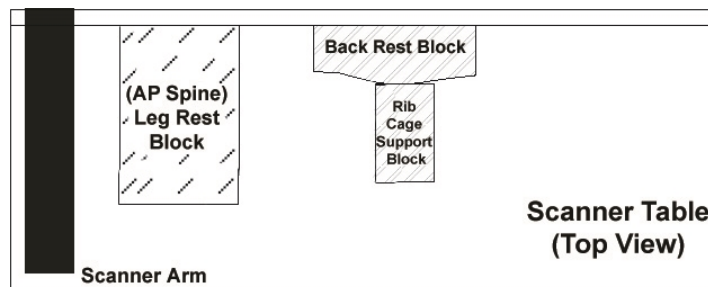 (AP Spine)
Leg Rest
Block
Back Rest Block
Rib
Cage
Support
Block
Scanner Table
(Top View)
Scanner Arm